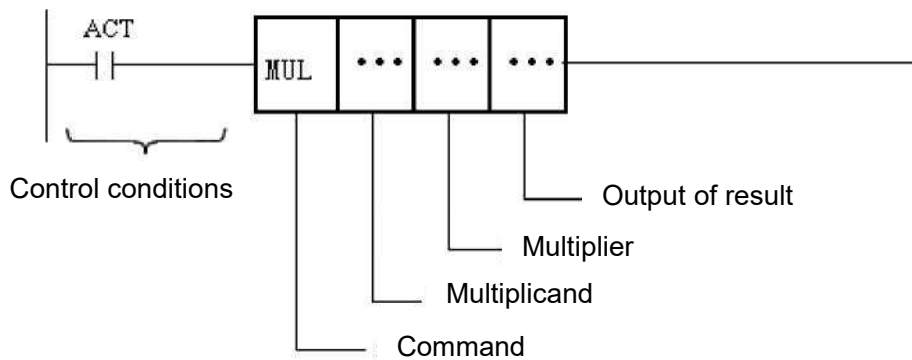 ACT
MUL ••• ••• •••
Control conditions
Output of result
Multiplier
Multiplicand
Command